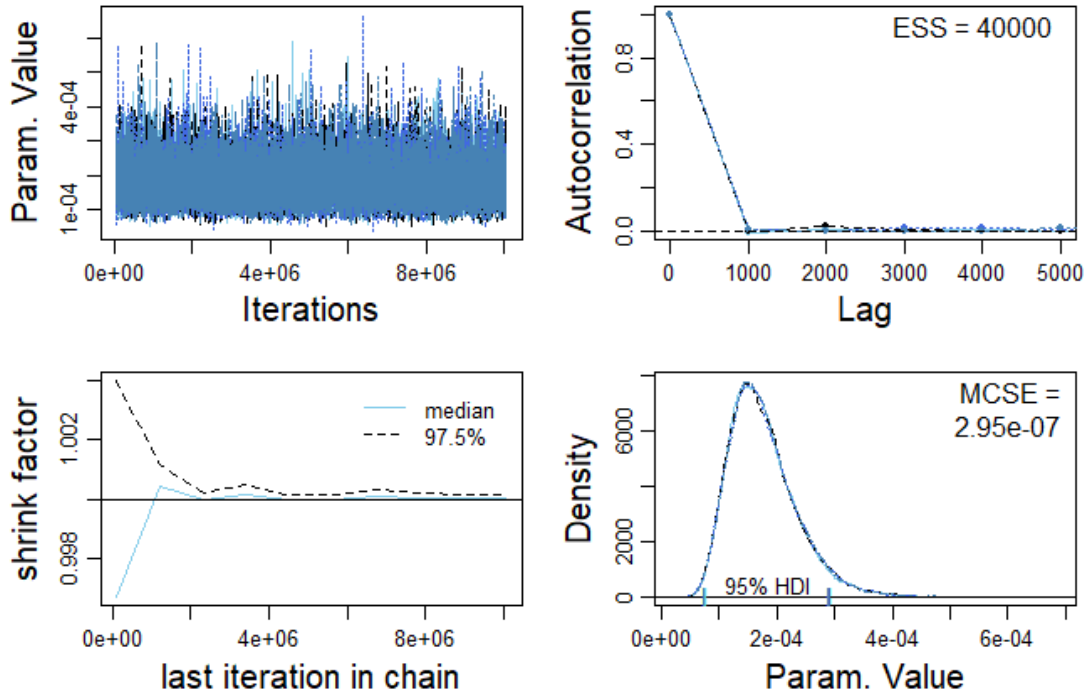 Param. Value
4e-04
1e-04
0e+00 4e+06 8e+06
Iterations
Autocorrelation
0.8
0.4
0.0
ESS = 40000
0 1000 2000 3000 4000 5000
Lag
shrink factor
1.002
0.998
median
97.5%
0e+00 4e+06 8e+06
last iteration in chain
Density
6000
2000
0
MCSE =
2.95e-07
95% HDI
0e+00 2e-04 4e-04 6e-04
Param. Value